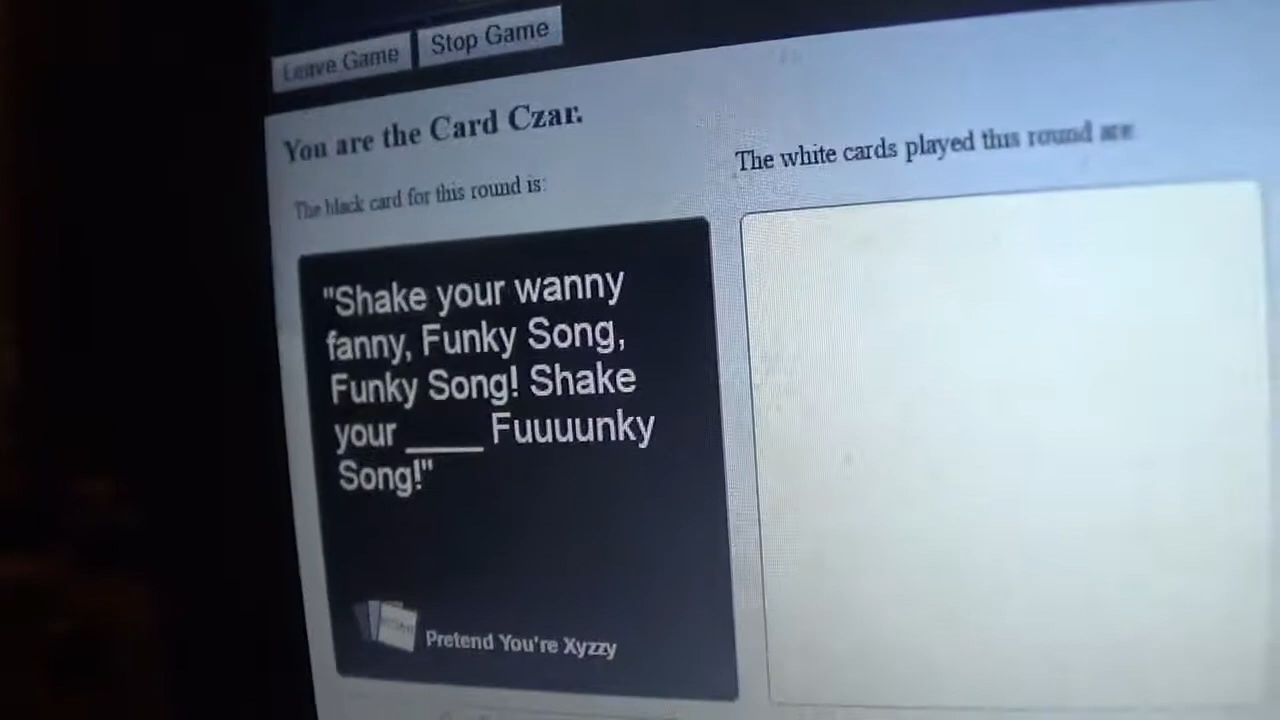 Leave Game
Stop Game
You are the Card Czar.
The black card for this round is:
The white cards played this round are
"Shake your wanny
fanny, Funky Song,
Funky Song! Shake
your ____ Fuuuunky
Song!"
Pretend You're Xyzzy